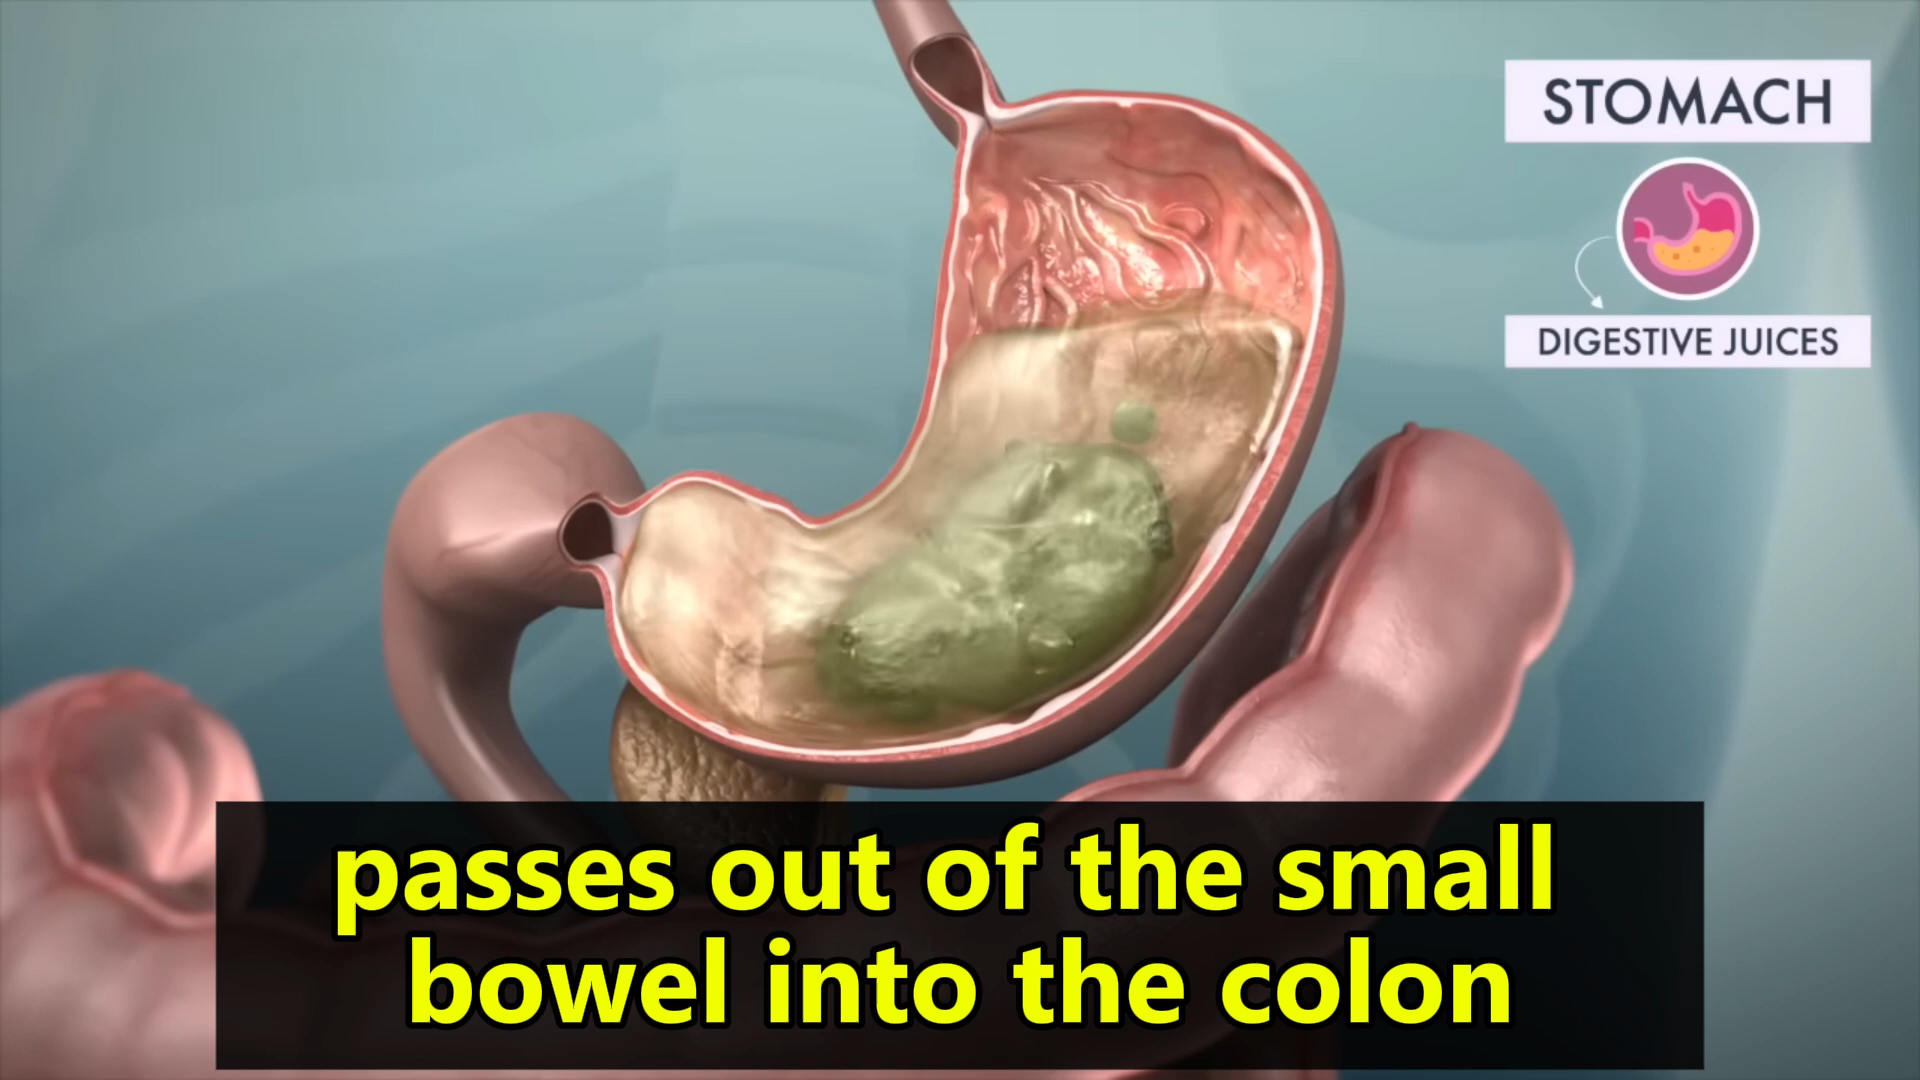 STOMACH
DIGESTIVE JUICES
passes out of the small
bowel into the colon